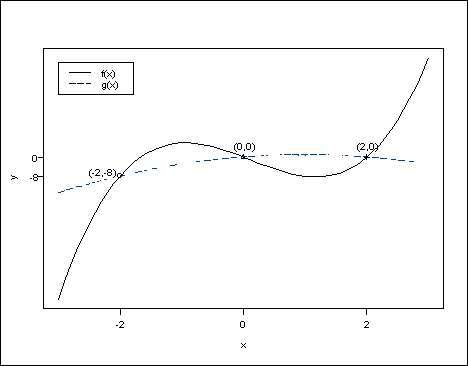 f(x)
g(x)
(0,0)
(2,0)
(-2,-8)
0
-8
y
-2
0
2
x